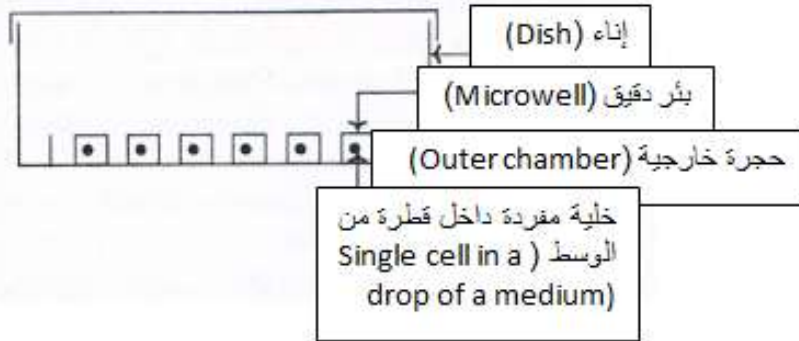 إناء (Dish)
بئر دقيق (Microwell)
حجرة خارجية (Outer chamber)
خلية مفردة داخل قطرة من
الوسط ( Single cell in a
drop of a medium)